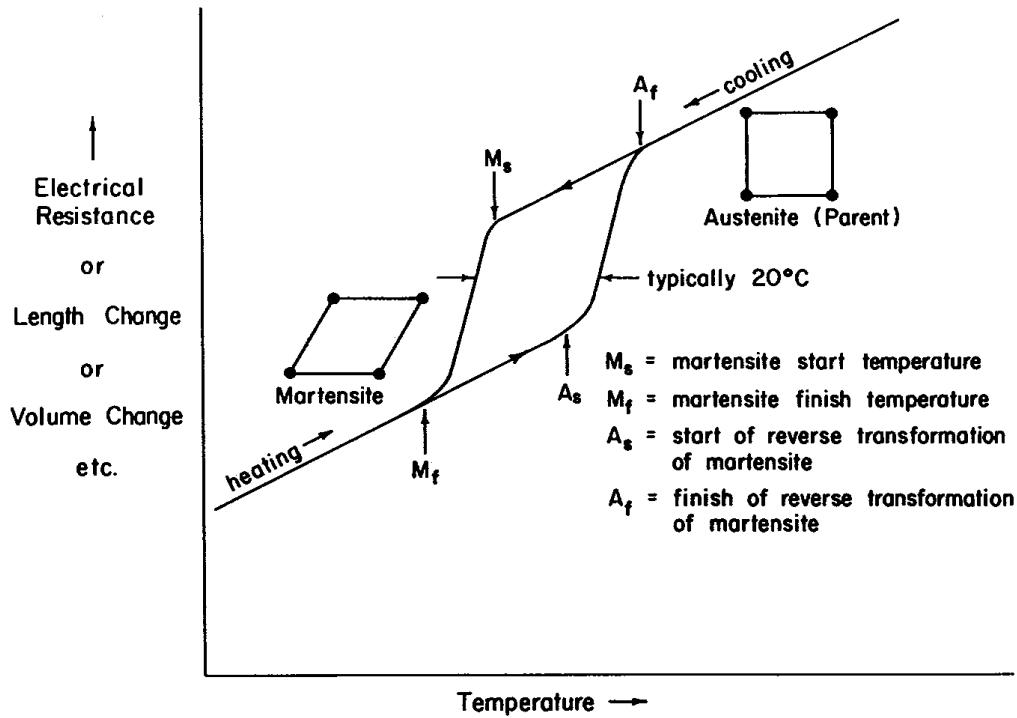 Electrical
Resistance
or
Length Change
or
Volume Change
etc.
cooling
Af
Ms
Austenite (Parent)
typically 20°C
Martensite
As
heating
Mf
Ms = martensite start temperature
Mf = martensite finish temperature
As = start of reverse transformation
of martensite
Af = finish of reverse transformation
of martensite
Temperature